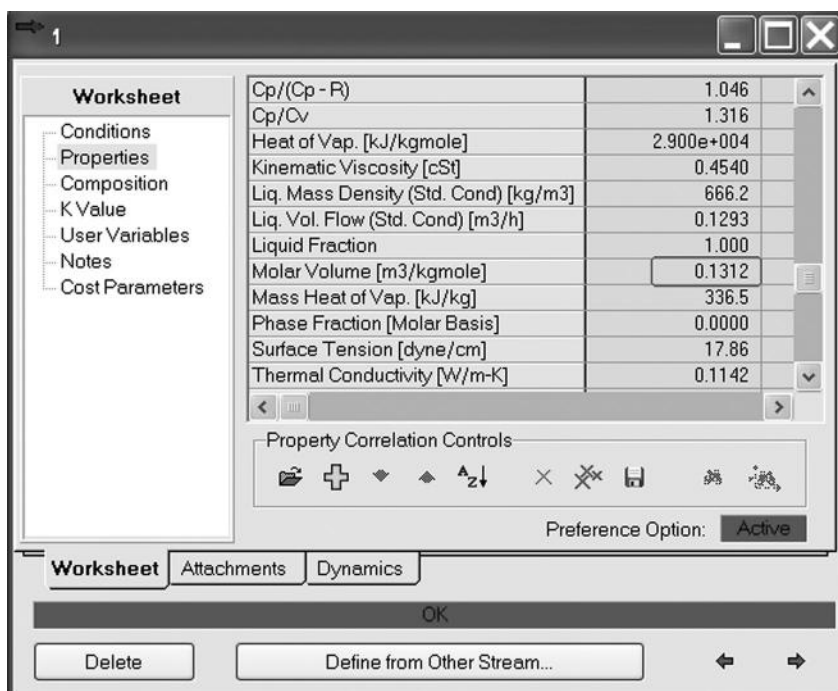 1
Worksheet
Conditions
Properties
Composition
K Value
User Variables
Notes
Cost Parameters
Cp/(Cp - R) 1.046
Cp/Cv 1.316
Heat of Vap. [kJ/kgmole] 2.900e+004
Kinematic Viscosity [cSt] 0.4540
Liq. Mass Density (Std. Cond) [kg/m3] 666.2
Liq. Vol. Flow (Std. Cond) [m3/h] 0.1293
Liquid Fraction 1.000
Molar Volume [m3/kgmole] 0.1312
Mass Heat of Vap. [kJ/kg] 336.5
Phase Fraction [Molar Basis] 0.0000
Surface Tension [dyne/cm] 17.86
Thermal Conductivity [W/m-K] 0.1142
Property Correlation Controls
AZ
Preference Option: Active
Worksheet Attachments Dynamics
OK
Delete Define from Other Stream...